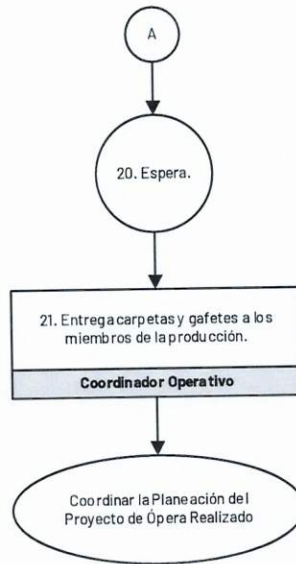 A
20. Espera.
21. Entrega carpetas y gafetes a los
miembros de la producción.
Coordinador Operativo
Coordinar la Planeación del
Proyecto de Ópera Realizado